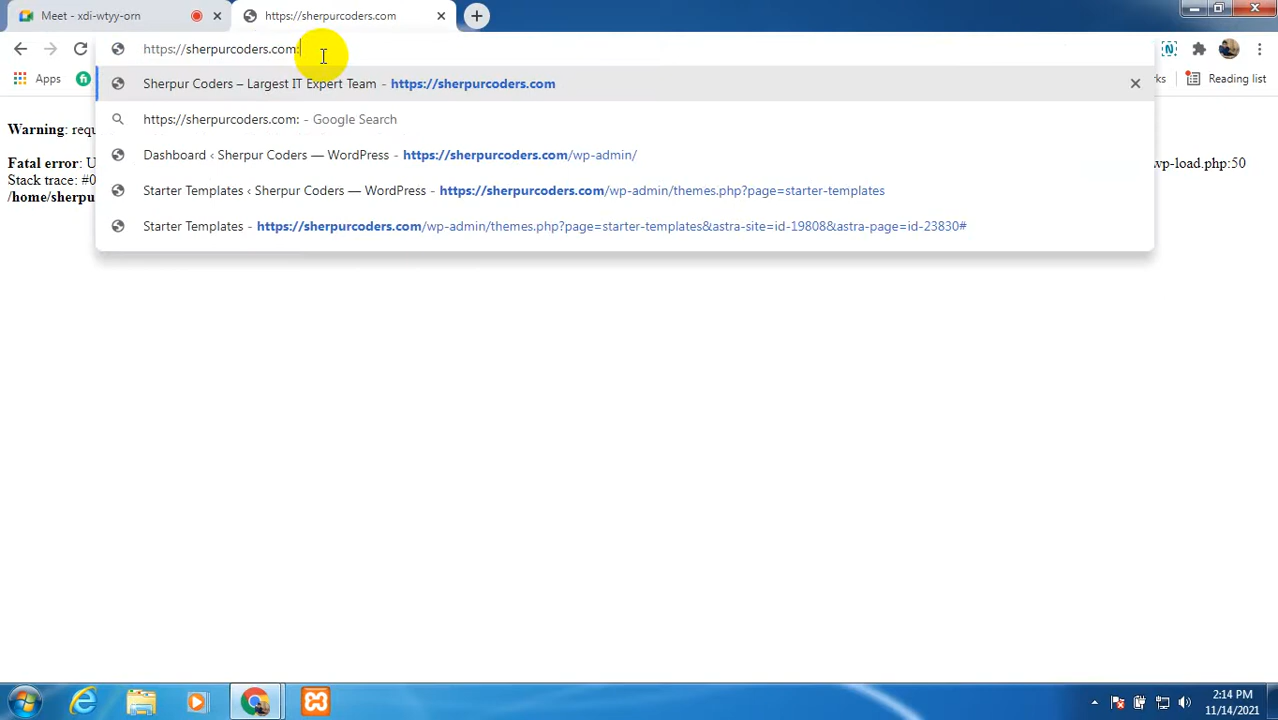 Meet - xdi-wtyy-orn
https://sherpurcoders.com
https://sherpurcoders.com:
Apps
Reading list
Sherpur Coders – Largest IT Expert Team - https://sherpurcoders.com
https://sherpurcoders.com: - Google Search
Dashboard ‹ Sherpur Coders — WordPress - https://sherpurcoders.com/wp-admin/
Starter Templates ‹ Sherpur Coders — WordPress - https://sherpurcoders.com/wp-admin/themes.php?page=starter-templates
Starter Templates - https://sherpurcoders.com/wp-admin/themes.php?page=starter-templates&astra-site=id-19808&astra-page=id-23830#
Warning: requ
Fatal error: U
wp-load.php:50
Stack trace: #0
/home/sherpu
2:14 PM
11/14/2021